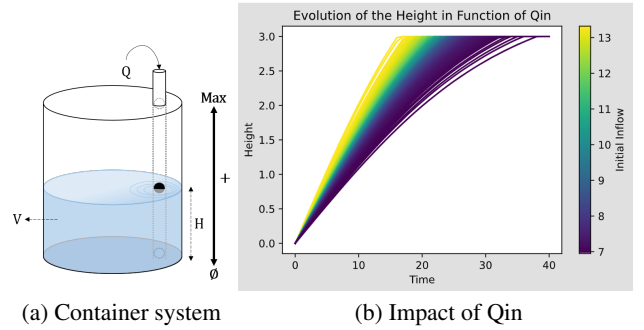 Q
Max
+
V
H
Ø
(a) Container system
Evolution of the Height in Function of Qin
3.0
2.5
2.0
1.5
1.0
0.5
0.0
Height
0
10
20
30
40
Time
13
12
11
10
9
8
7
Initial Inflow
(b) Impact of Qin